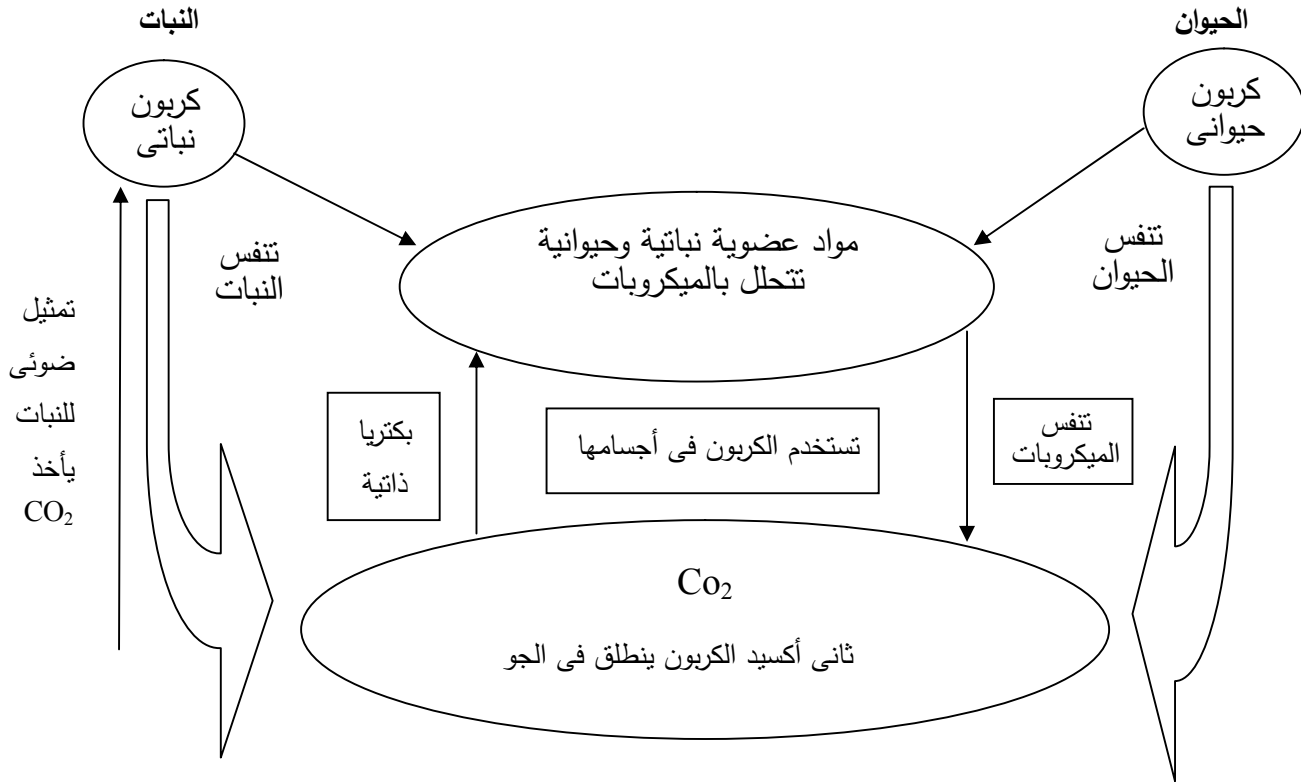 الحيوان
النبات
كربون
حيوانى
كربون
نباتى
مواد عضوية نباتية وحيوانية
تتحلل بالميكروبات
تنفس
الحيوان
تنفس
النبات
تمثيل
ضوئى
للنبات
يأخذ
CO₂
تنفس
الميكروبات
تستخدم الكربون فى أجسامها
بكتريا
ذاتية
Co₂
ثانى أكسيد الكربون ينطلق فى الجو